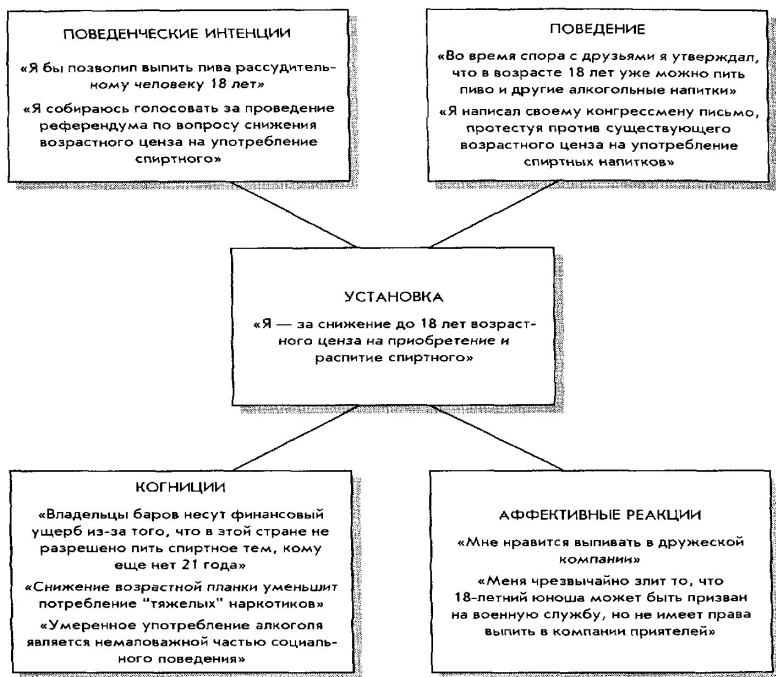 ПОВЕДЕНЧЕСКИЕ ИНТЕНЦИИ
«Я бы позволил выпить пива рассудитель-
ному человеку 18 лет»
«Я собираюсь голосовать за проведение
референдума по вопросу снижения
возрастного ценза на употребление
спиртного»
ПОВЕДЕНИЕ
«Во время спора с друзьями я утверждал,
что в возрасте 18 лет уже можно пить
пиво и другие алкогольные напитки»
«Я написал своему конгрессмену письмо,
протестуя против существующего
возрастного ценза на употребление
спиртных напитков»
УСТАНОВКА
«Я — за снижение до 18 лет возраст-
ного ценза на приобретение и
распитие спиртного»
КОГНИЦИИ
«Владельцы баров несут финансовый
ущерб из-за того, что в этой стране не
разрешено пить спиртное тем, кому
еще нет 21 года»
«Снижение возрастной планки уменьшит
потребление "тяжелых" наркотиков»
«Умеренное употребление алкоголя
является немаловажной частью социаль-
ного поведения»
АФФЕКТИВНЫЕ РЕАКЦИИ
«Мне нравится выпивать в дружеской
компании»
«Меня чрезвычайно злит то, что
18-летний юноша может быть призван
на военную службу, но не имеет права
выпить в компании приятелей»